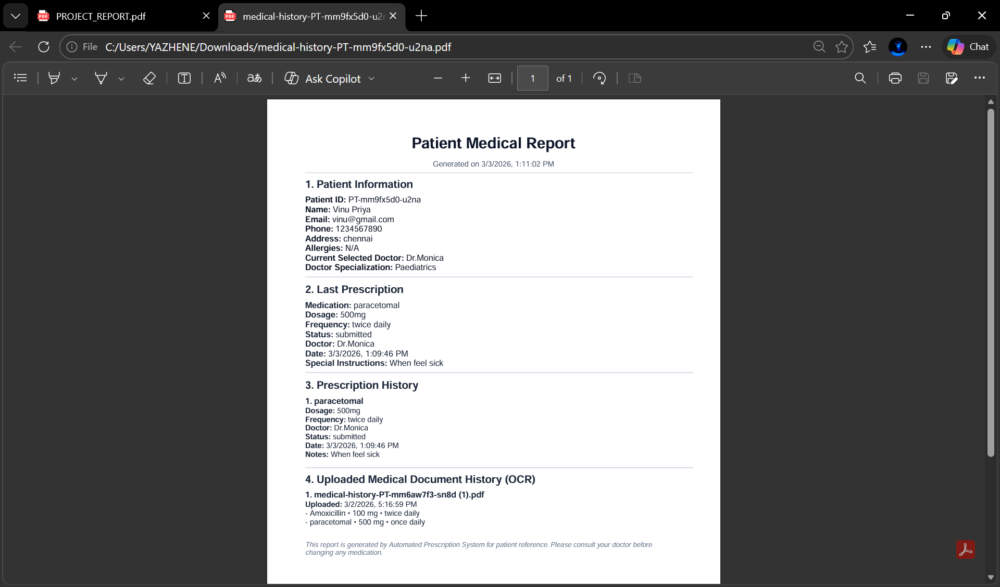 PROJECT_REPORT.pdf
medical-history-PT-mm9fx5d0-u2
File C:/Users/YAZHENE/Downloads/medical-history-PT-mm9fx5d0-u2na.pdf
Chat
Ask Copilot
1 of 1
Patient Medical Report
Generated on 3/3/2026, 1:11:02 PM
1. Patient Information
Patient ID: PT-mm9fx5d0-u2na
Name: Vinu Priya
Email: vinu@gmail.com
Phone: 1234567890
Address: chennai
Allergies: N/A
Current Selected Doctor: Dr.Monica
Doctor Specialization: Paediatrics
2. Last Prescription
Medication: paracetomal
Dosage: 500mg
Frequency: twice daily
Status: submitted
Doctor: Dr.Monica
Date: 3/3/2026, 1:09:46 PM
Special Instructions: When feel sick
3. Prescription History
1. paracetomal
Dosage: 500mg
Frequency: twice daily
Doctor: Dr.Monica
Status: submitted
Date: 3/3/2026, 1:09:46 PM
Notes: When feel sick
4. Uploaded Medical Document History (OCR)
1. medical-history-PT-mm6aw7f3-sn8d (1).pdf
Uploaded: 3/2/2026, 5:16:59 PM
- Amoxicillin • 100 mg • twice daily
- paracetomal • 500 mg • once daily
This report is generated by Automated Prescription System for patient reference. Please consult your doctor before
changing any medication.